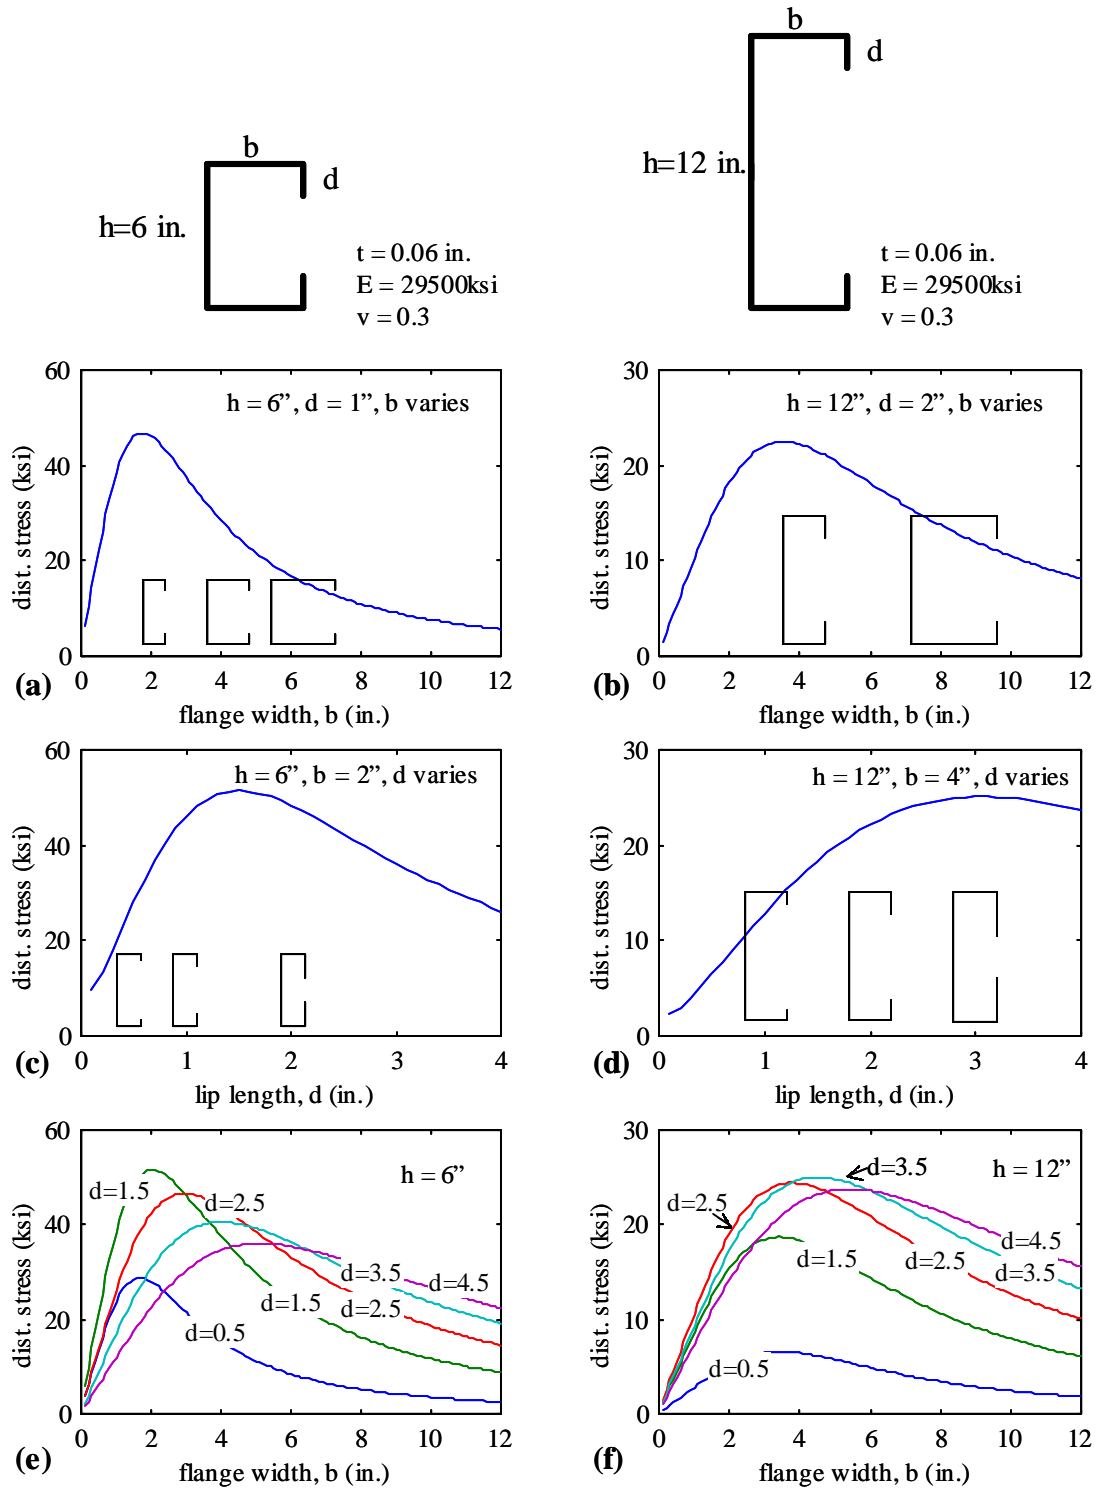 b
d
h=6 in.
t = 0.06 in.
E = 29500ksi
v = 0.3
b
d
h=12 in.
t = 0.06 in.
E = 29500ksi
v = 0.3
60
40
20
0
dist. stress (ksi)
h = 6”, d = 1”, b varies
(a)
0 2 4 6 8 10 12
flange width, b (in.)
30
20
10
0
dist. stress (ksi)
h = 12”, d = 2”, b varies
(b)
0 2 4 6 8 10 12
flange width, b (in.)
60
40
20
0
dist. stress (ksi)
h = 6”, b = 2”, d varies
(c)
0 1 2 3 4
lip length, d (in.)
30
20
10
0
dist. stress (ksi)
h = 12”, b = 4”, d varies
(d)
0 1 2 3 4
lip length, d (in.)
60
40
20
0
dist. stress (ksi)
h = 6”
d=1.5
d=2.5
d=3.5
d=4.5
d=1.5
d=2.5
d=0.5
(e)
0 2 4 6 8 10 12
flange width, b (in.)
30
20
10
0
dist. stress (ksi)
h = 12”
d=3.5
d=2.5
d=4.5
d=1.5
d=2.5
d=3.5
d=0.5
(f)
0 2 4 6 8 10 12
flange width, b (in.)